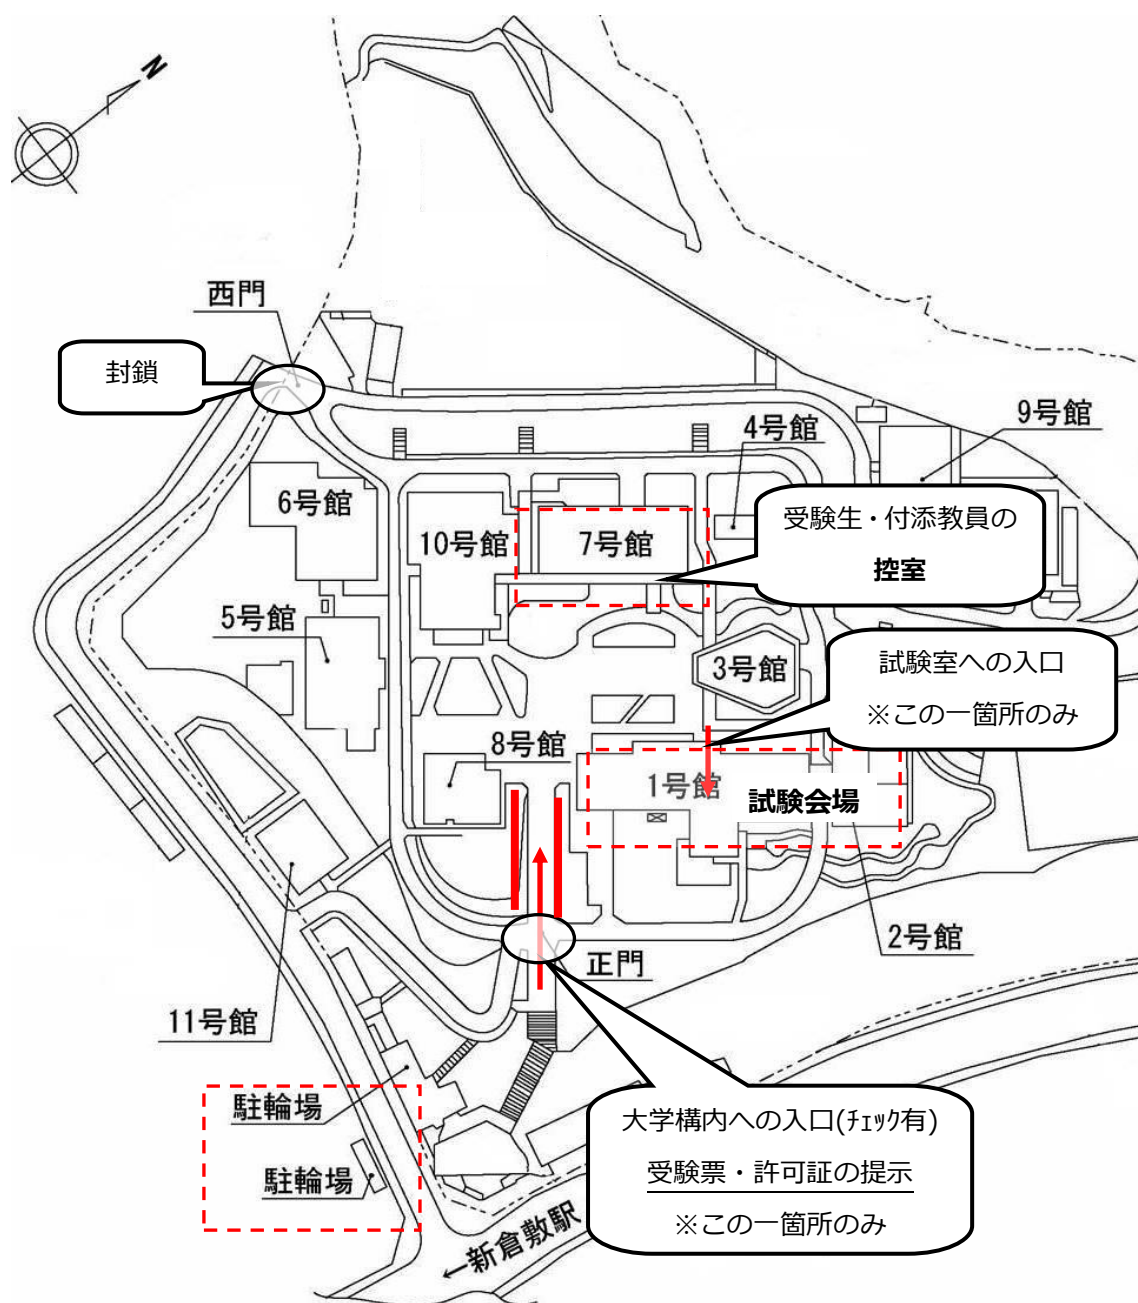 N
西門
封鎖
4号館
9号館
6号館
10号館
7号館
受験生・付添教員の
控室
5号館
3号館
試験室への入口
※この一箇所のみ
8号館
1号館
試験会場
2号館
正門
11号館
駐輪場
駐輪場
大学構内への入口(ﾁｪｯｸ有)
受験票・許可証の提示
※この一箇所のみ
←新倉敷駅